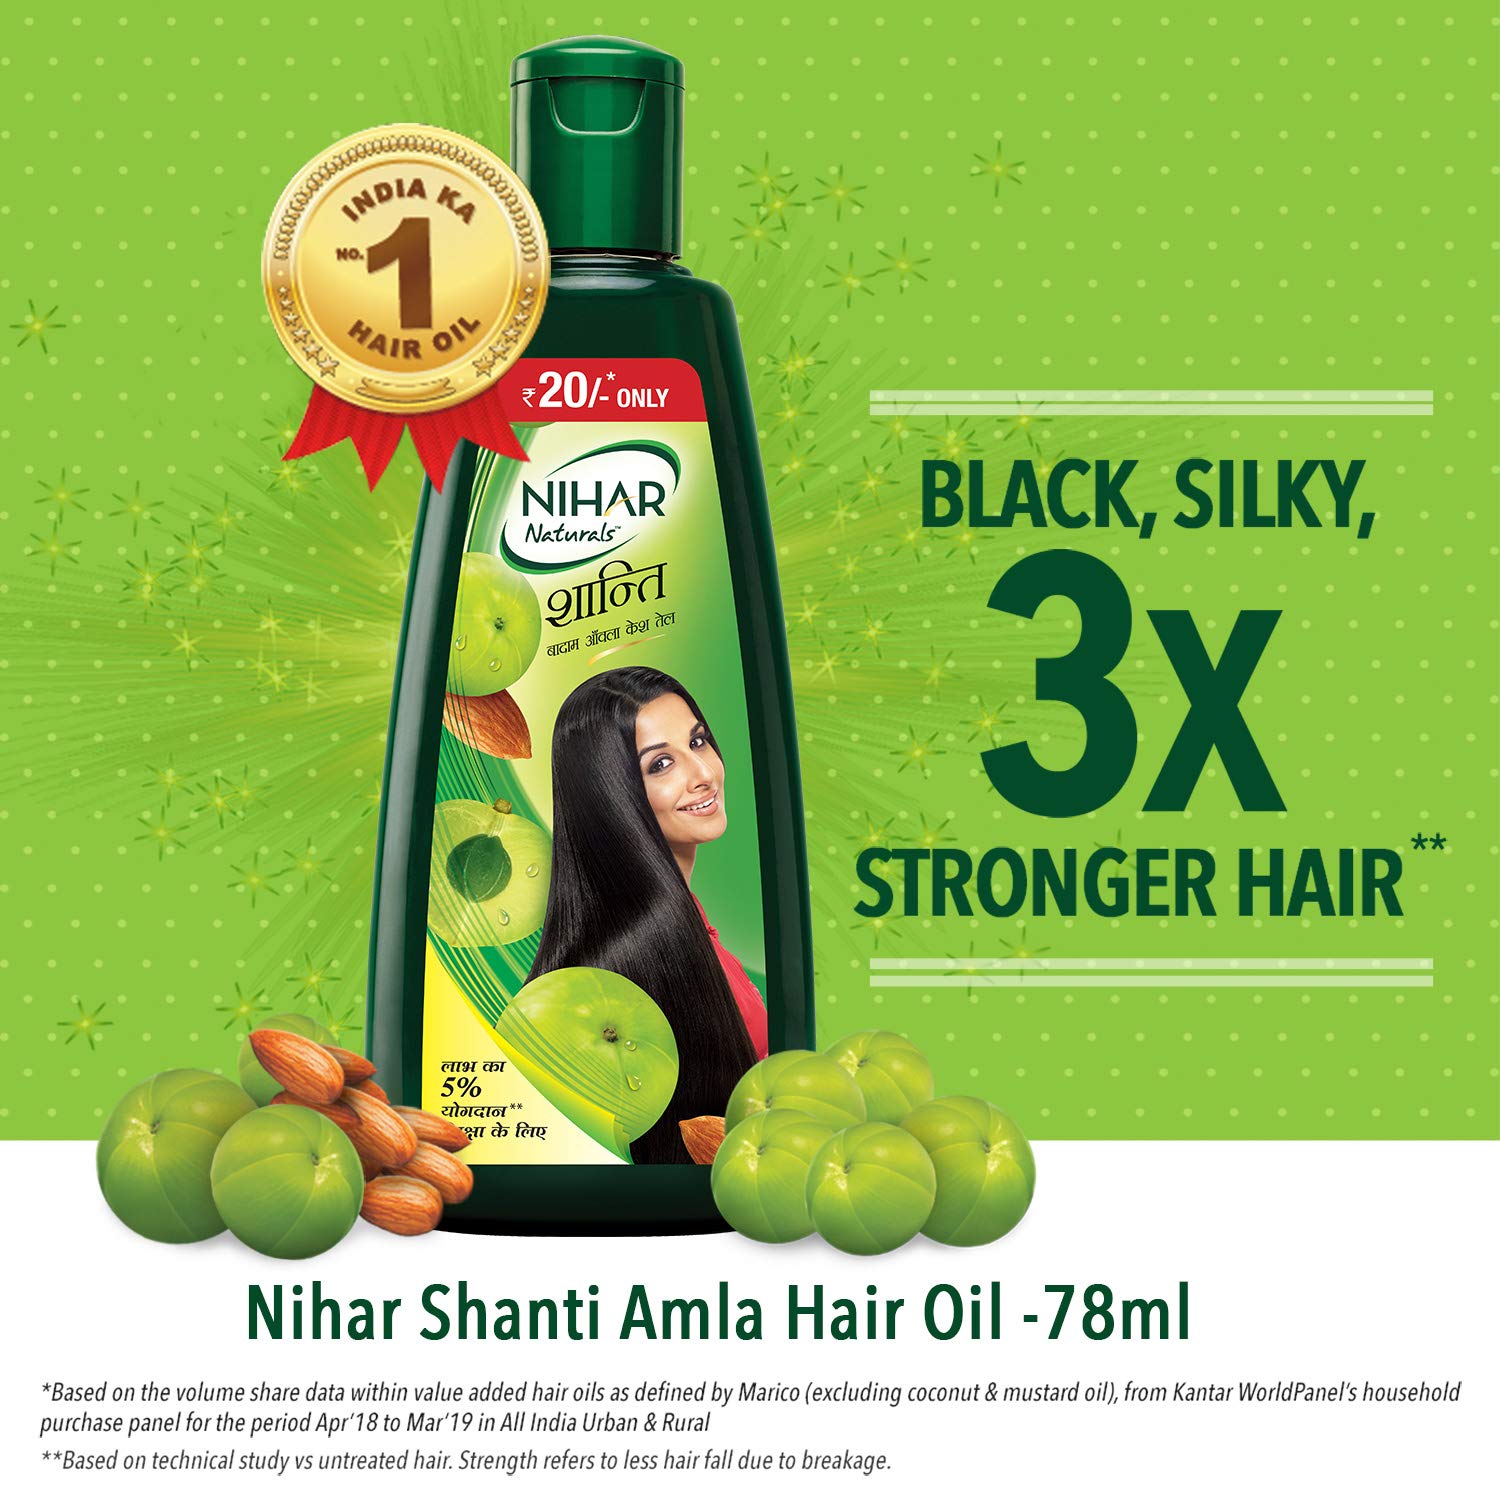 INDIA KA
NO. 1
HAIR OIL
₹ 20/-* ONLY
NIHAR
Naturals™
शान्ति
बादाम आँवला केश तेल
लाभ का
5%
योगदान**
के लिए
BLACK, SILKY,
3X
STRONGER HAIR**
Nihar Shanti Amla Hair Oil -78ml
*Based on the volume share data within value added hair oils as defined by Marico (excluding coconut & mustard oil), from Kantar WorldPanel's household
purchase panel for the period Apr'18 to Mar'19 in All India Urban & Rural
**Based on technical study vs untreated hair. Strength refers to less hair fall due to breakage.